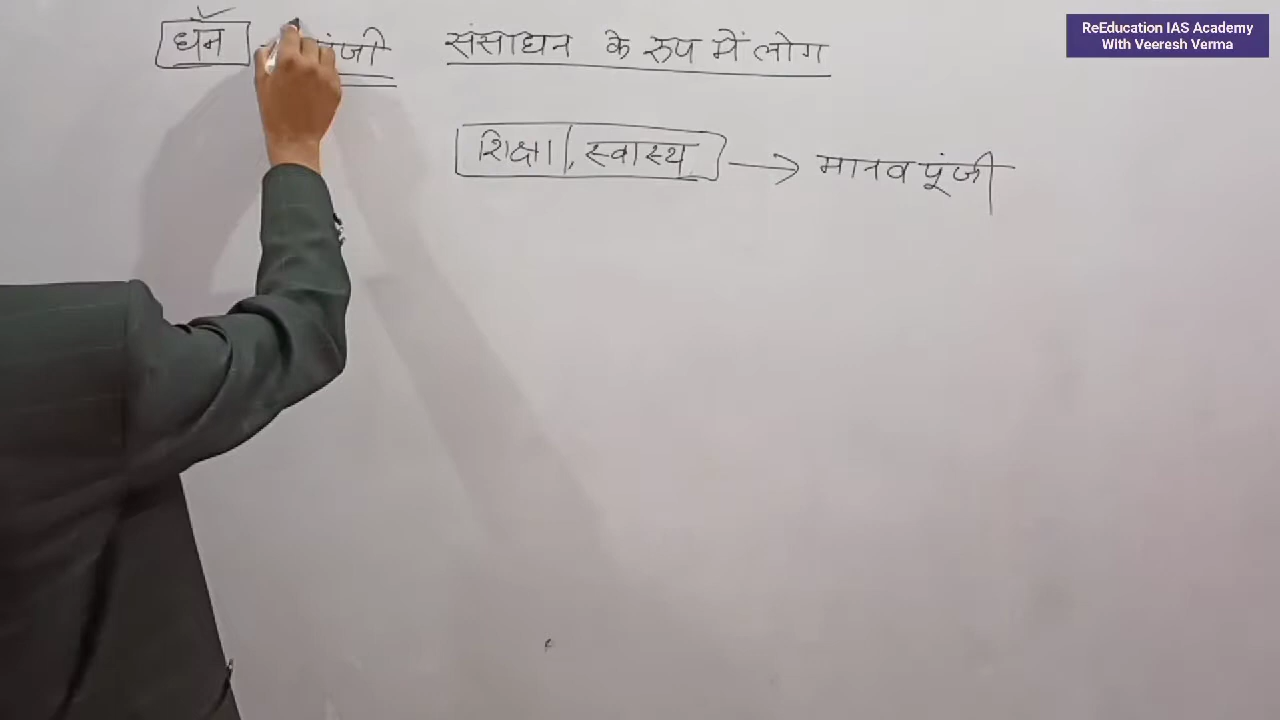 धन संसाधन के रुप में लोग
शिक्षा, स्वास्थ्य → मानव पूंजी
ReEducation IAS Academy
With Veeresh Verma